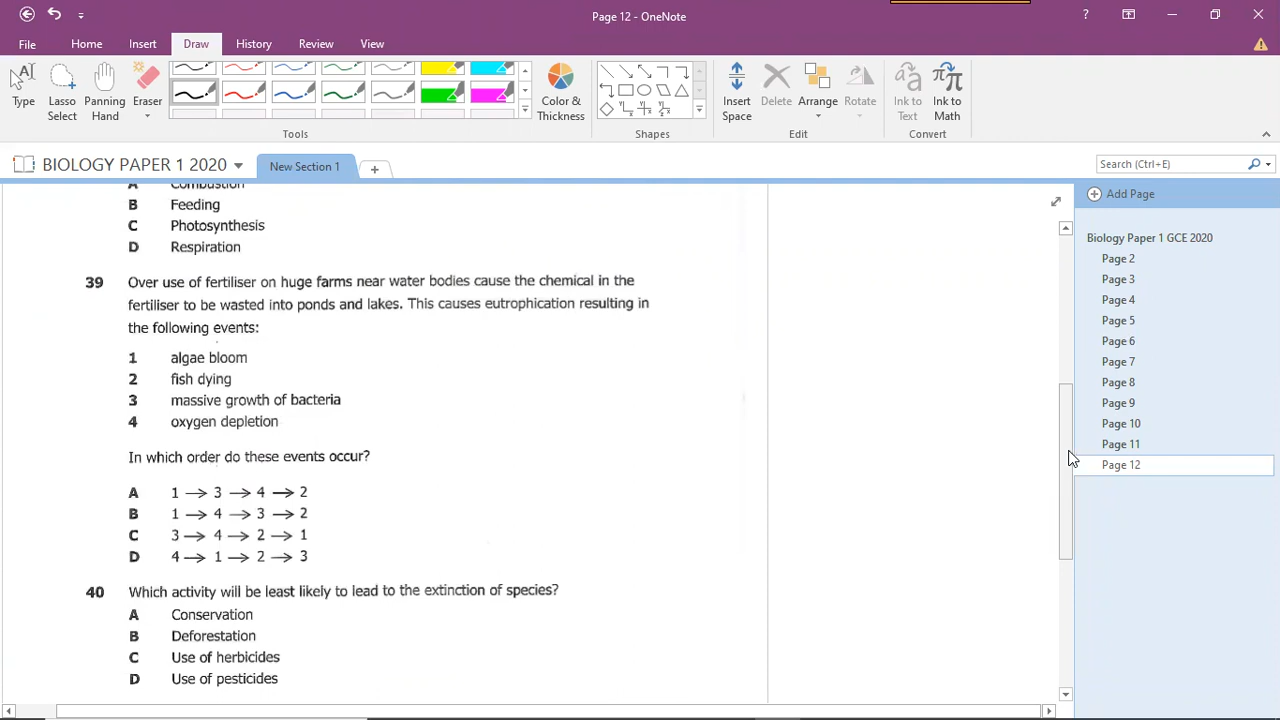 Page 12 - OneNote
File Home Insert Draw History Review View
Type
Lasso Select
Panning Hand
Eraser
Color & Thickness
Insert Space
Delete
Arrange
Rotate
Ink to Text
Ink to Math
Tools
Shapes
Edit
Convert
BIOLOGY PAPER 1 2020
New Section 1
Search (Ctrl+E)
Add Page
Biology Paper 1 GCE 2020
Page 2
Page 3
Page 4
Page 5
Page 6
Page 7
Page 8
Page 9
Page 10
Page 11
Page 12
A Combustion
B Feeding
C Photosynthesis
D Respiration
39 Over use of fertiliser on huge farms near water bodies cause the chemical in the
fertiliser to be wasted into ponds and lakes. This causes eutrophication resulting in
the following events:
1 algae bloom
2 fish dying
3 massive growth of bacteria
4 oxygen depletion
In which order do these events occur?
A 1 → 3 → 4 → 2
B 1 → 4 → 3 → 2
C 3 → 4 → 2 → 1
D 4 → 1 → 2 → 3
40 Which activity will be least likely to lead to the extinction of species?
A Conservation
B Deforestation
C Use of herbicides
D Use of pesticides